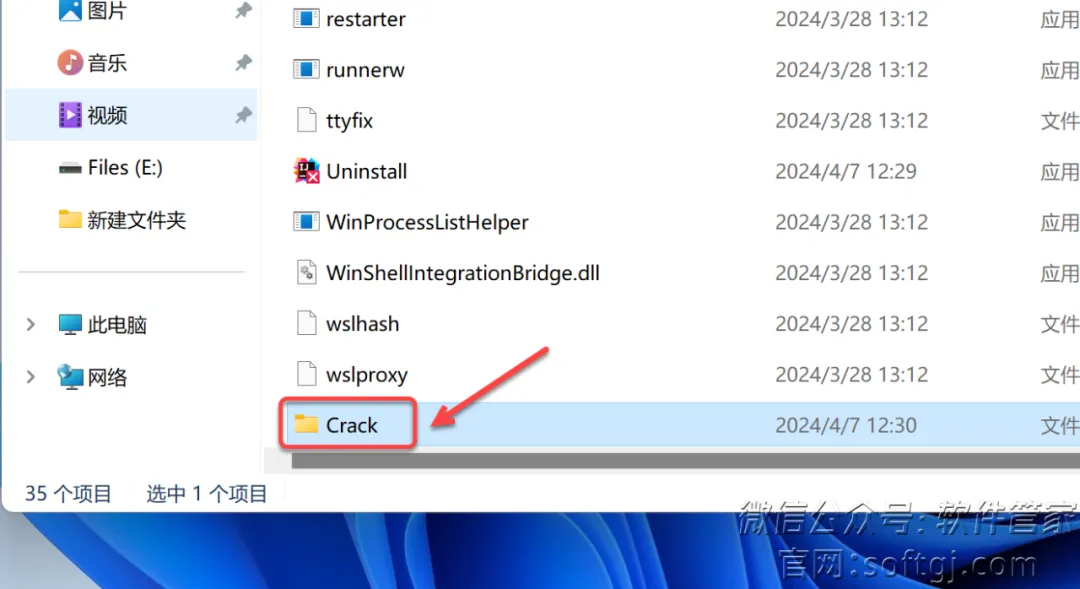 图片
restarter 2024/3/28 13:12 应用
音乐
runnerw 2024/3/28 13:12 应用
视频
ttyfix 2024/3/28 13:12 文件
Files (E:)
Uninstall 2024/4/7 12:29 应用
新建文件夹
WinProcessListHelper 2024/3/28 13:12 应用
WinShellIntegrationBridge.dll 2024/3/28 13:12 应用
此电脑
wslhash 2024/3/28 13:12 文件
网络
wslproxy 2024/3/28 13:12 文件
Crack 2024/4/7 12:30 文件
35 个项目 选中 1 个项目
微信公众号:软件管家
官网:softgj.com